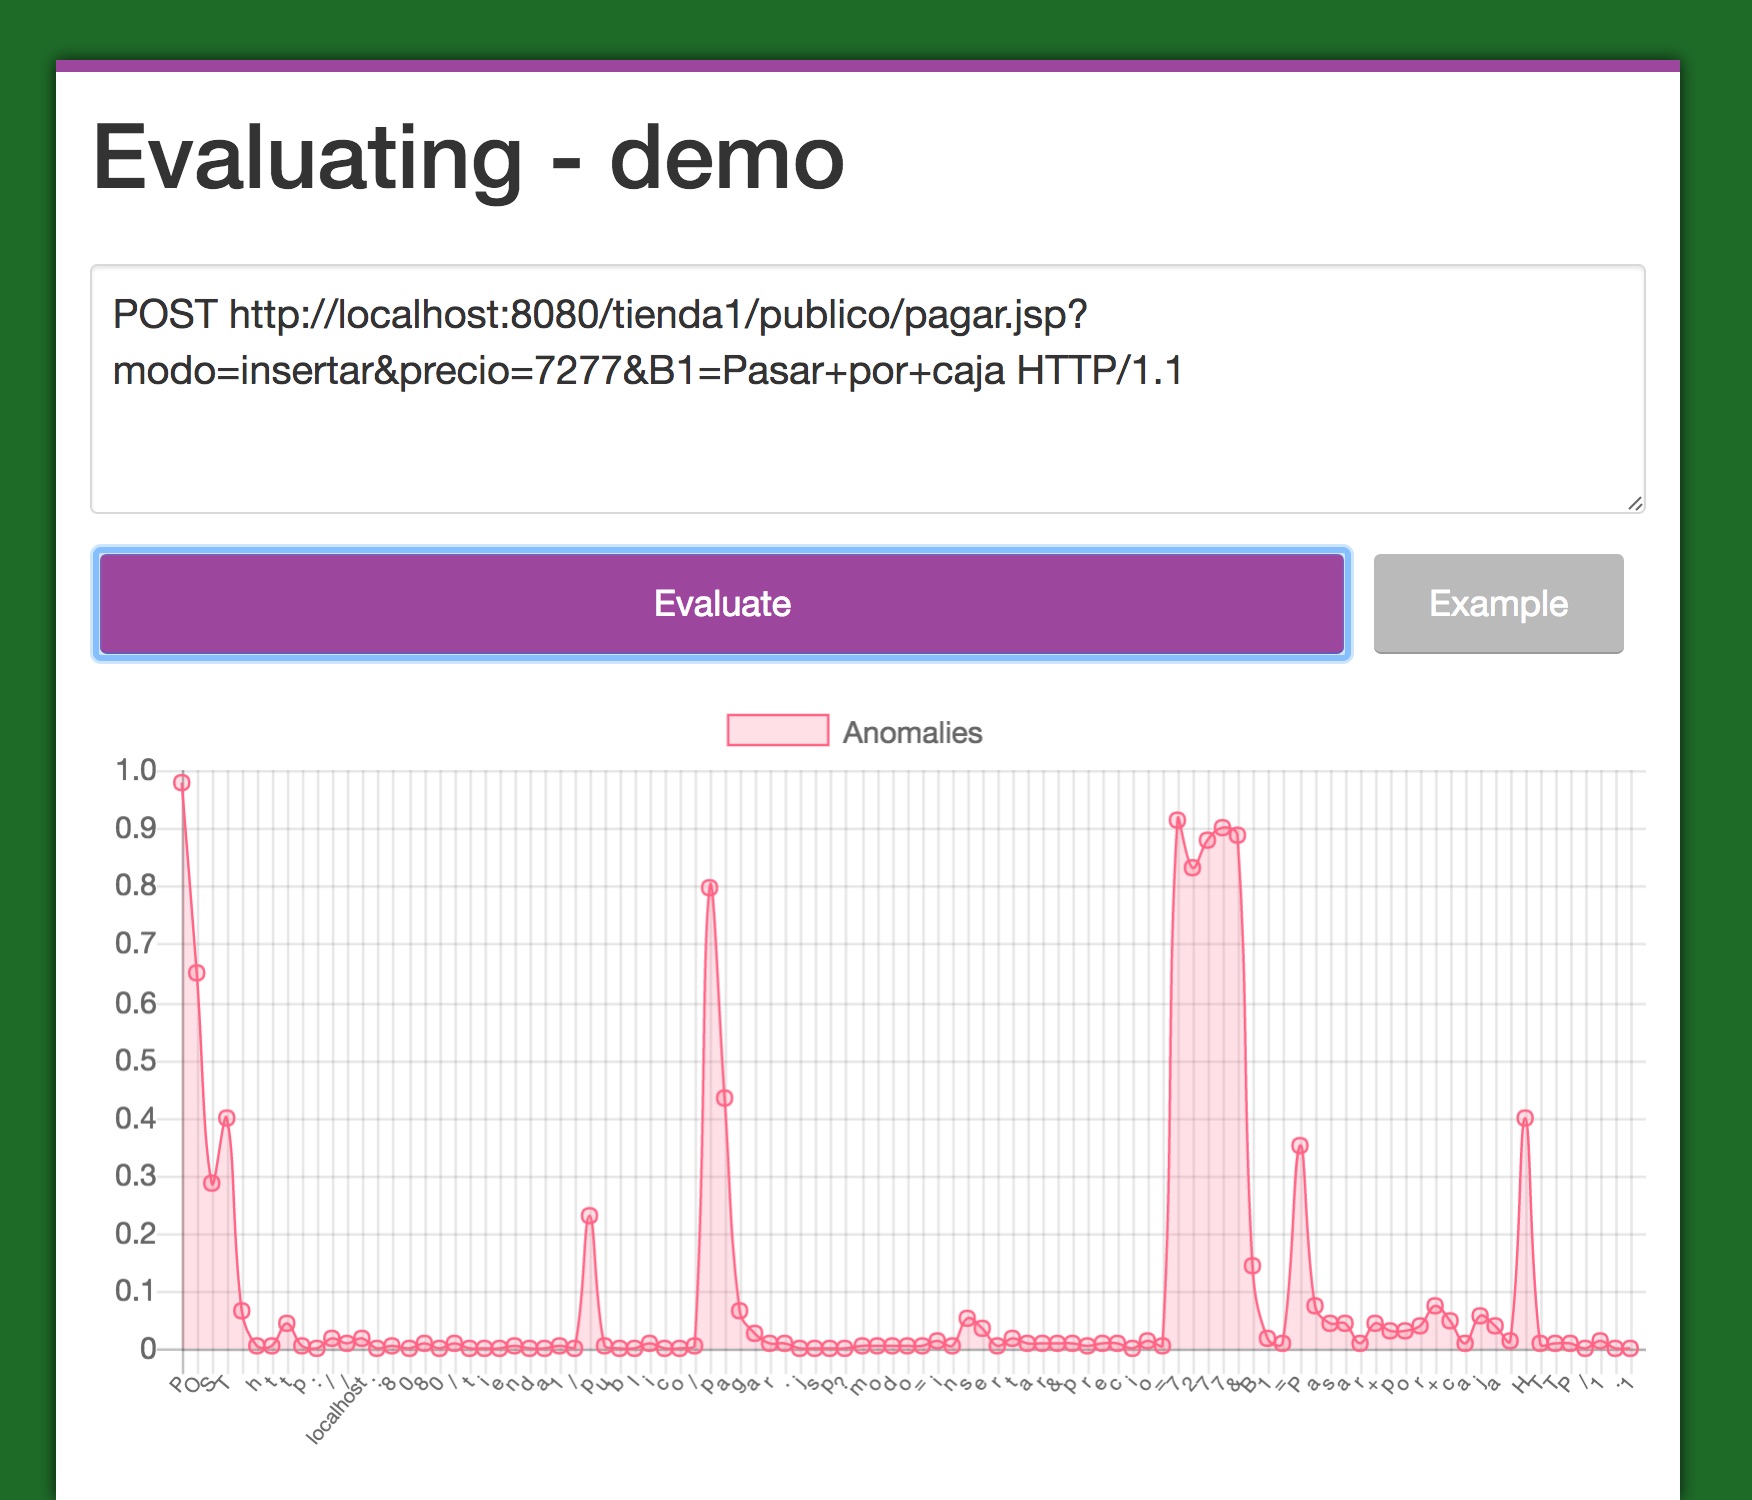 Evaluating - demo
POST http://localhost:8080/tienda1/publico/pagar.jsp?
modo=insertar&precio=7277&B1=Pasar+por+caja HTTP/1.1
Evaluate
Example
Anomalies
1.0
0.9
0.8
0.7
0.6
0.5
0.4
0.3
0.2
0.1
0
P O S T h t t p : / / localhost : 8 0 8 0 / t i e n d a 1 / p u b l i c o / p a g a r . j s p ? m o d o = i n s e r t a r & p r e c i o = 7 2 7 7 & B 1 = P a s a r + p o r + c a j a H T T P / 1 . 1